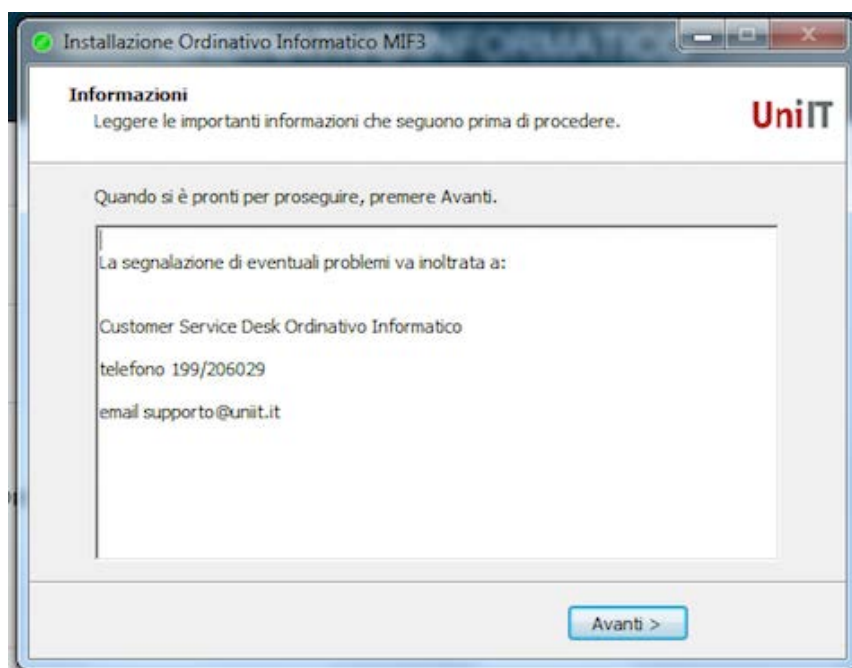 Installazione Ordinativo Informatico MIF3
Informazioni
Leggere le importanti informazioni che seguono prima di procedere.
UniIT
Quando si è pronti per proseguire, premere Avanti.
La segnalazione di eventuali problemi va inoltrata a:
Customer Service Desk Ordinativo Informatico
telefono 199/206029
email supporto@uniit.it
Avanti >